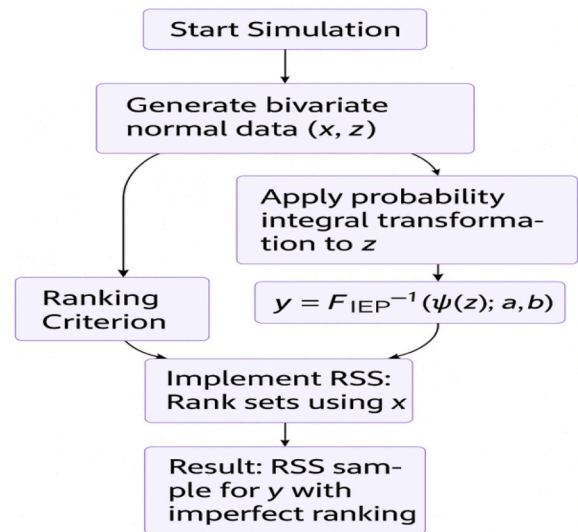 Start Simulation
Generate bivariate
normal data (x, z)
Apply probability
integral transforma-
tion to z
Ranking
Criterion
y = F_IEP⁻¹(ψ(z); a, b)
Implement RSS:
Rank sets using x
Result: RSS sam-
ple for y with
imperfect ranking